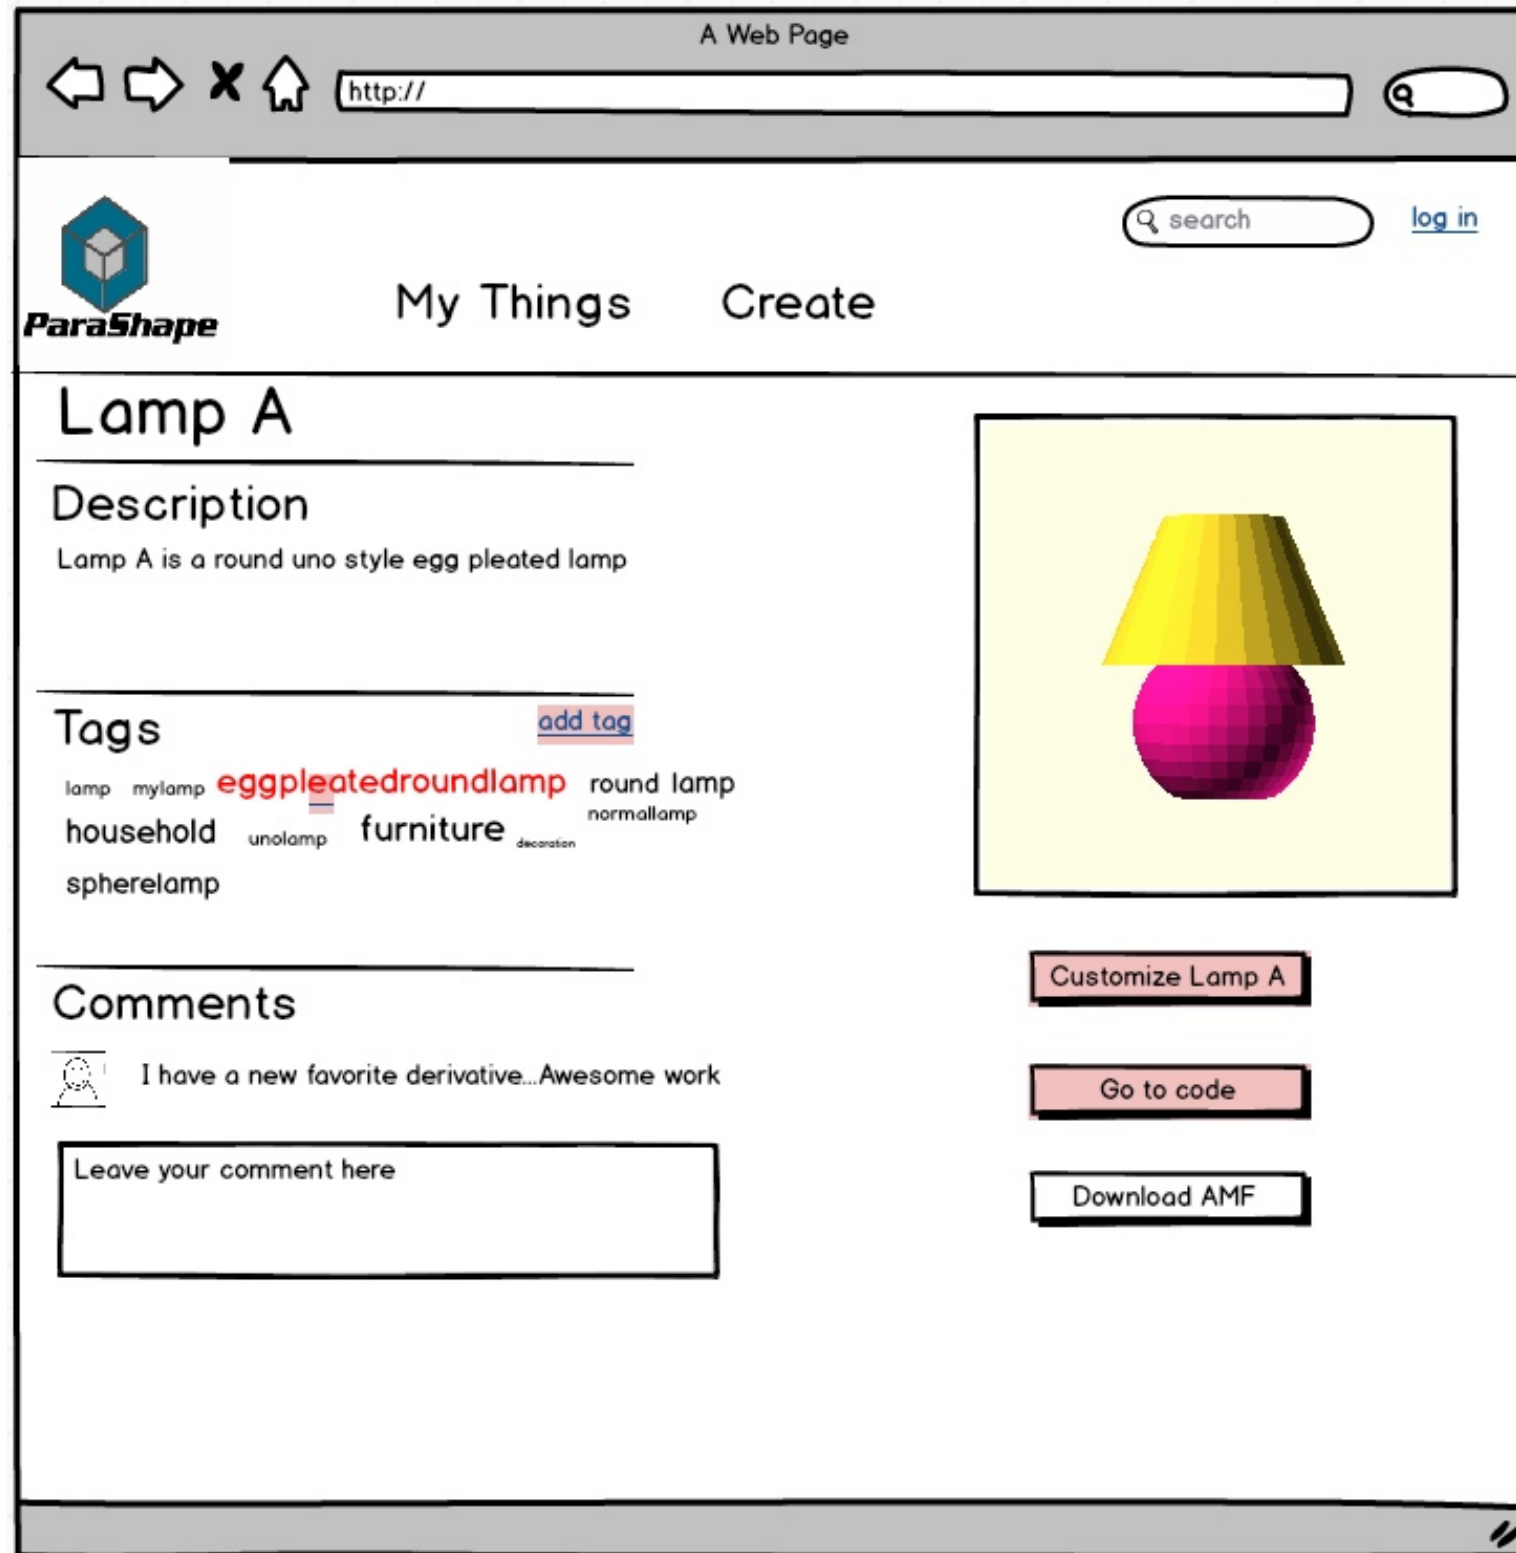 A Web Page
http://
search
log in
ParaShape
My Things
Create
Lamp A
Description
Lamp A is a round uno style egg pleated lamp
Tags
add tag
lamp mylamp eggpleatedroundlamp round lamp
household unolamp furniture decoration normallamp
spherelamp
Comments
I have a new favorite derivative...Awesome work
Leave your comment here
Customize Lamp A
Go to code
Download AMF